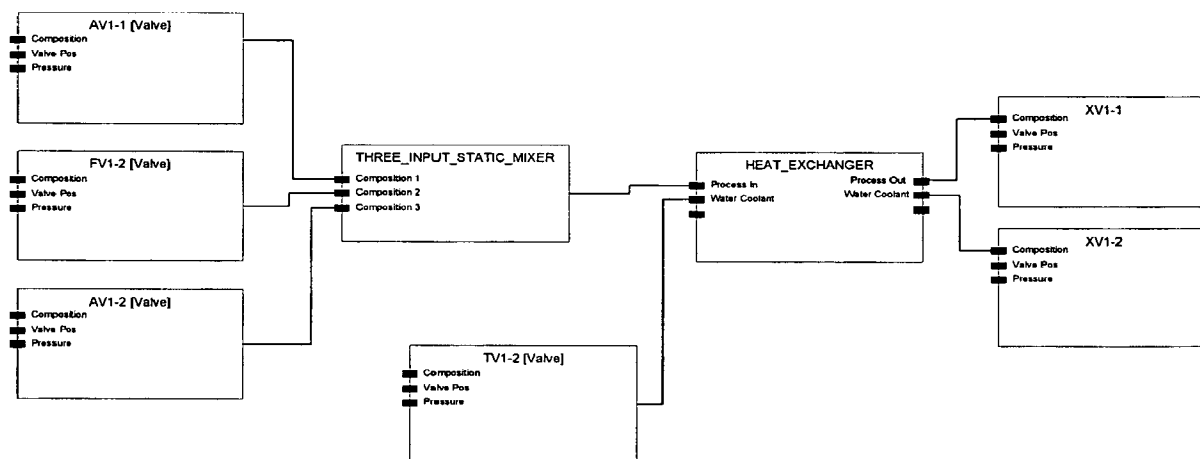 AV1-1 [Valve]
Composition
Valve Pos
Pressure
FV1-2 [Valve]
Composition
Valve Pos
Pressure
AV1-2 [Valve]
Composition
Valve Pos
Pressure
THREE_INPUT_STATIC_MIXER
Composition 1
Composition 2
Composition 3
TV1-2 [Valve]
Composition
Valve Pos
Pressure
HEAT_EXCHANGER
Process In
Water Coolant
Process Out
Water Coolant
XV1-1
Composition
Valve Pos
Pressure
XV1-2
Composition
Valve Pos
Pressure